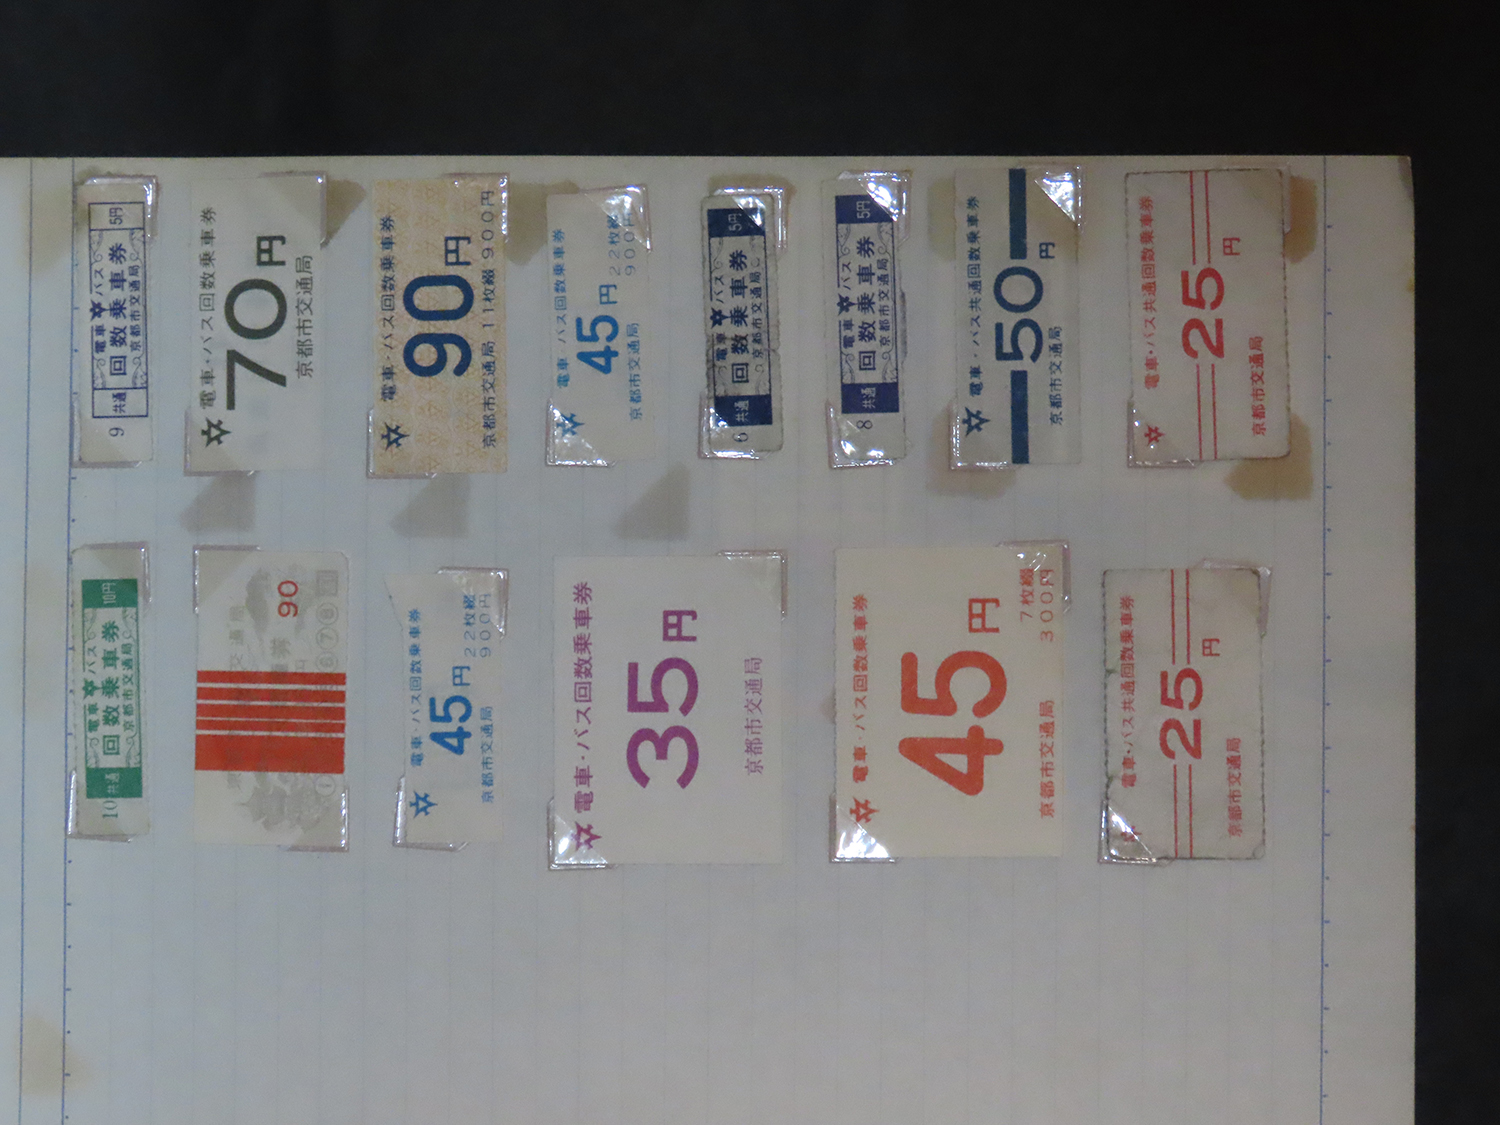 10 共通 電車 バス 10円
回数乗車券
京都市交通局
交通局
券
90
円
① ⑥⑦⑧
電車・バス回数乗車券
45円 22枚綴
京都市交通局 900円
電車・バス回数乗車券
35円
京都市交通局
電車・バス回数乗車券
45円
7枚綴
京都市交通局 300円
電車・バス共通回数乗車券
25円
京都市交通局
9 共通 電車 バス 5円
回数乗車券
京都市交通局
電車・バス回数乗車券
70円
京都市交通局
電車・バス回数乗車券
90円
京都市交通局 11枚綴 900円
電車・バス回数乗車券
45円 22枚綴
京都市交通局 900円
6 共通 電車 バス 5円
回数乗車券
京都市交通局
8 共通 電車 バス 5円
回数乗車券
京都市交通局
電車・バス共通回数乗車券
50円
京都市交通局
電車・バス共通回数乗車券
25円
京都市交通局